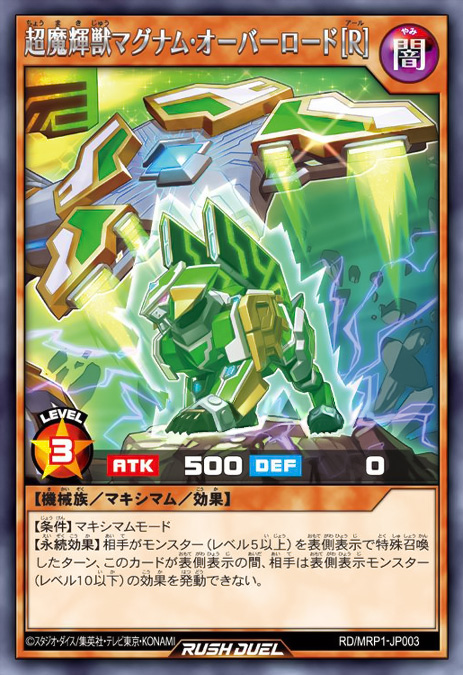 超魔輝獣マグナム・オーバーロード[R]
闇
LEVEL
3
ATK 500 DEF 0
【機械族／マキシマム／効果】
【条件】マキシマムモード
【永続効果】相手がモンスター(レベル5以上)を表側表示で特殊召喚
したターン、このカードが表側表示の間、相手は表側表示モンスター
(レベル10以下)の効果を発動できない。
©スタジオ・ダイス/集英社・テレビ東京・KONAMI
RUSH DUEL
RD/MRP1-JP003